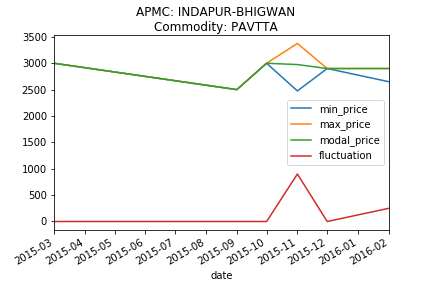 APMC: INDAPUR-BHIGWAN
Commodity: PAVTTA
3500
3000
2500
2000
1500
1000
500
0
min_price
max_price
modal_price
fluctuation
2015-03
2015-04
2015-05
2015-06
2015-07
2015-08
2015-09
2015-10
2015-11
2015-12
2016-01
2016-02
date